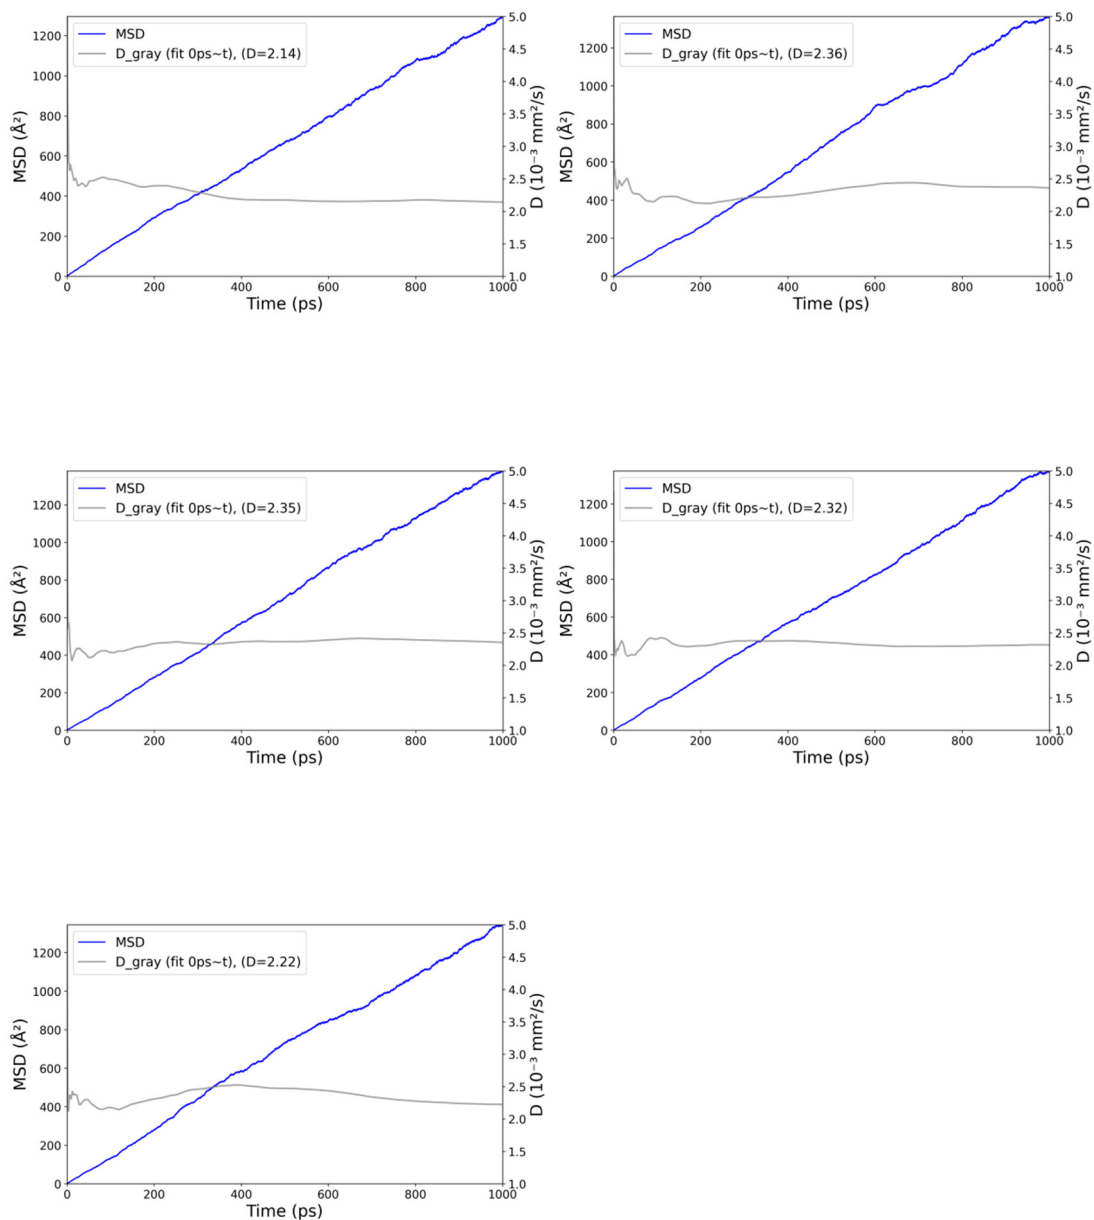 MSD
D_gray (fit 0ps~t), (D=2.14)
MSD (Å²)
0
200
400
600
800
1000
1200
D (10⁻³ mm²/s)
1.0
1.5
2.0
2.5
3.0
3.5
4.0
4.5
5.0
0 200 400 600 800 1000
Time (ps)
MSD
D_gray (fit 0ps~t), (D=2.36)
MSD (Å²)
0
200
400
600
800
1000
1200
D (10⁻³ mm²/s)
1.0
1.5
2.0
2.5
3.0
3.5
4.0
4.5
5.0
0 200 400 600 800 1000
Time (ps)
MSD
D_gray (fit 0ps~t), (D=2.35)
MSD (Å²)
0
200
400
600
800
1000
1200
D (10⁻³ mm²/s)
1.0
1.5
2.0
2.5
3.0
3.5
4.0
4.5
5.0
0 200 400 600 800 1000
Time (ps)
MSD
D_gray (fit 0ps~t), (D=2.32)
MSD (Å²)
0
200
400
600
800
1000
1200
D (10⁻³ mm²/s)
1.0
1.5
2.0
2.5
3.0
3.5
4.0
4.5
5.0
0 200 400 600 800 1000
Time (ps)
MSD
D_gray (fit 0ps~t), (D=2.22)
MSD (Å²)
0
200
400
600
800
1000
1200
D (10⁻³ mm²/s)
1.0
1.5
2.0
2.5
3.0
3.5
4.0
4.5
5.0
0 200 400 600 800 1000
Time (ps)